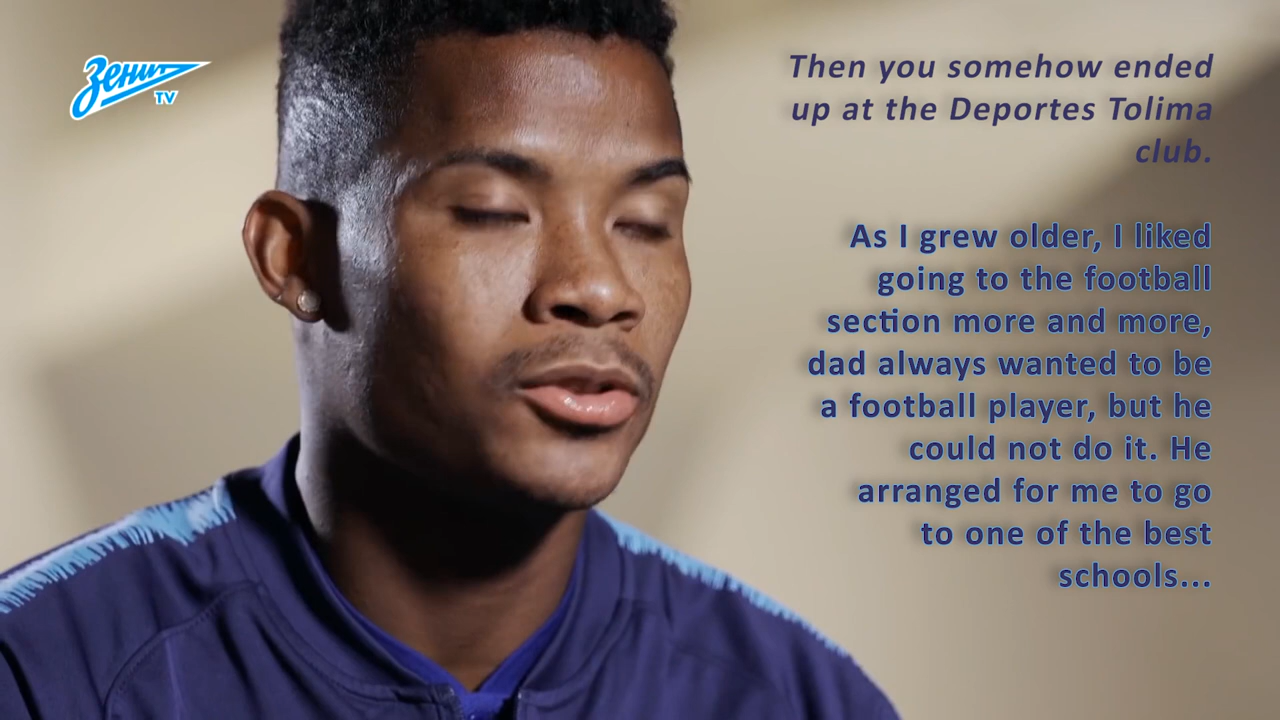 Зенит
TV
Then you somehow ended
up at the Deportes Tolima
club.
As I grew older, I liked
going to the football
section more and more,
dad always wanted to be
a football player, but he
could not do it. He
arranged for me to go
to one of the best
schools...